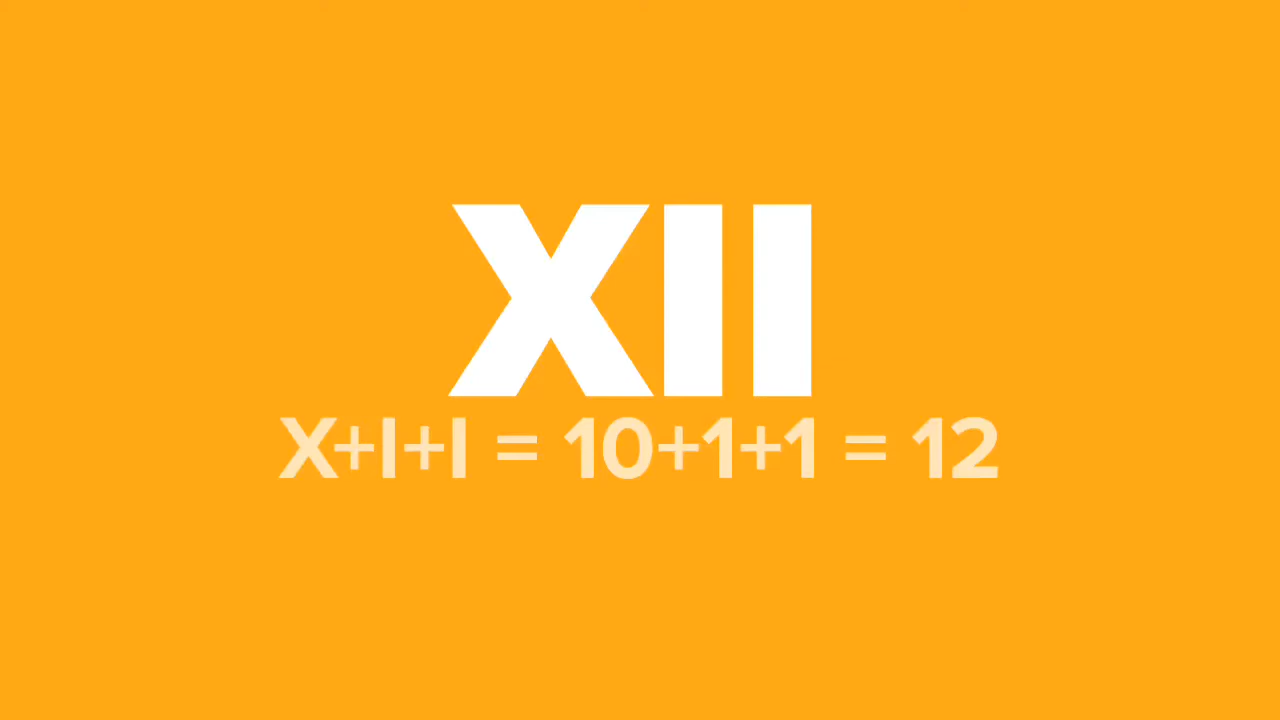 XII
X+I+I = 10+1+1 = 12